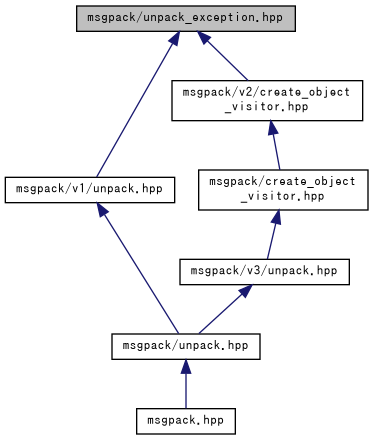 msgpack/unpack_exception.hpp
msgpack/v2/create_object
_visitor.hpp
msgpack/v1/unpack.hpp
msgpack/create_object
_visitor.hpp
msgpack/v3/unpack.hpp
msgpack/unpack.hpp
msgpack.hpp